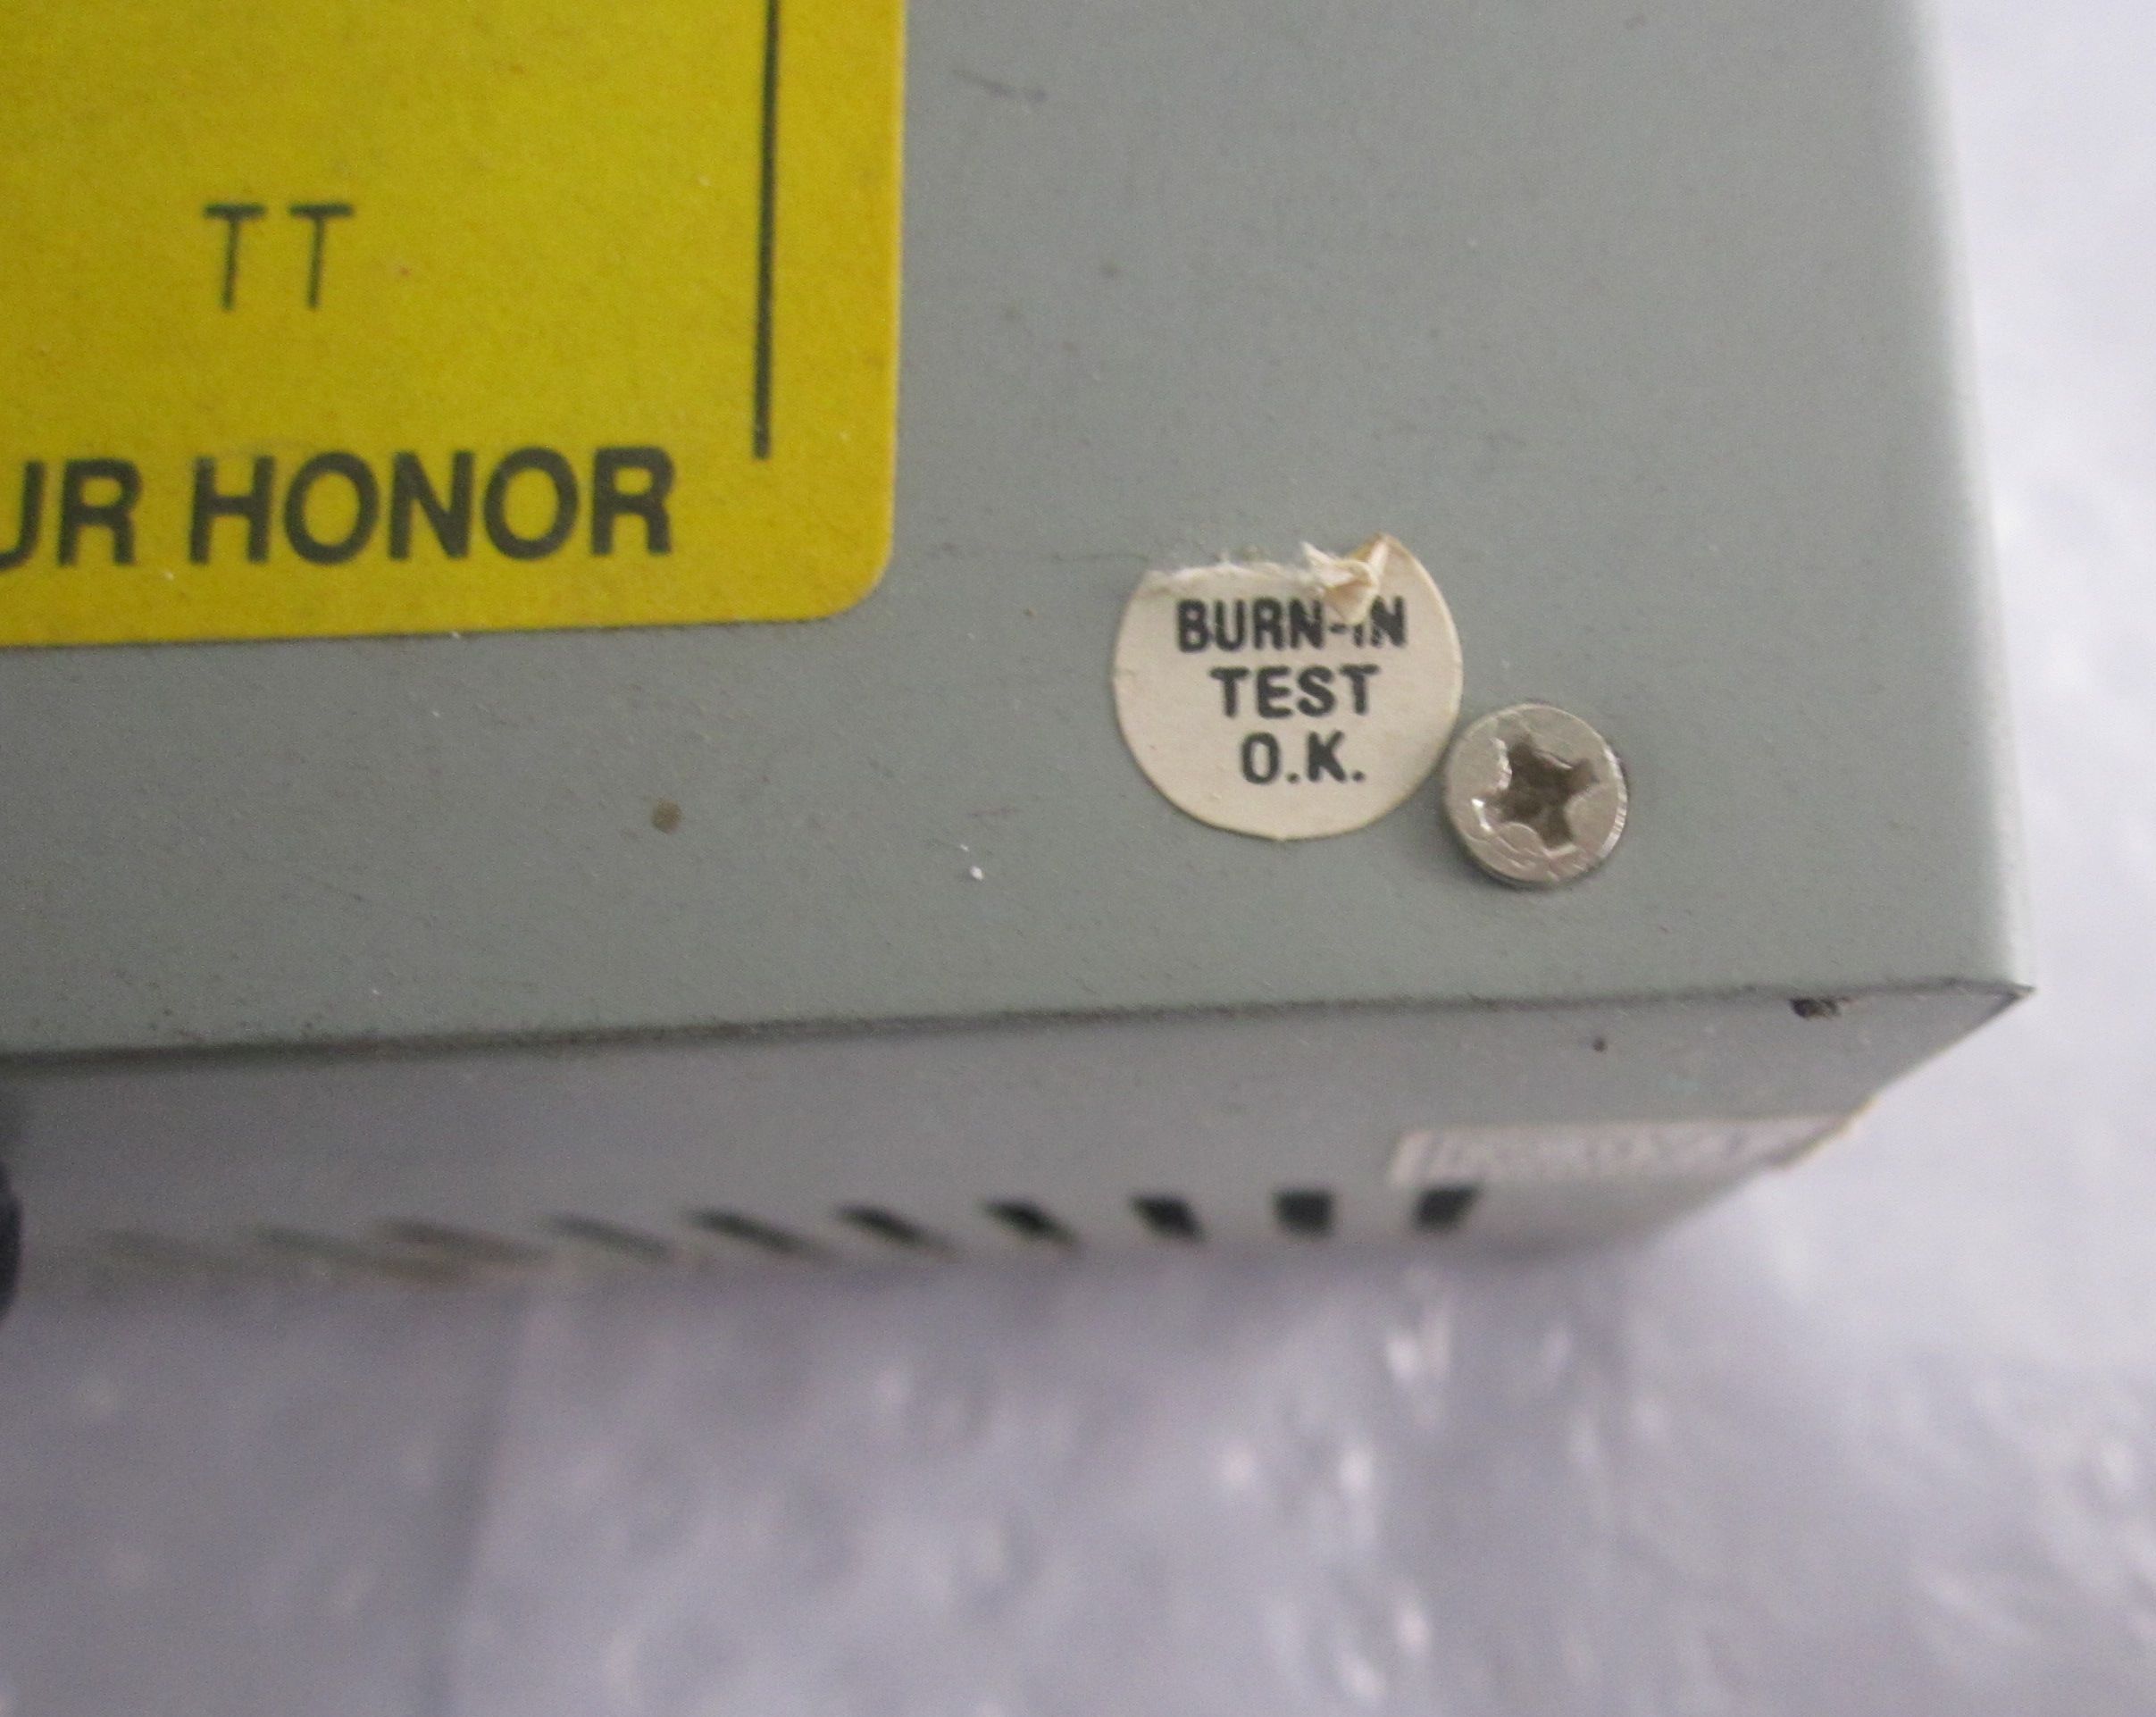 TT
UR HONOR
BURN-IN
TEST
O.K.